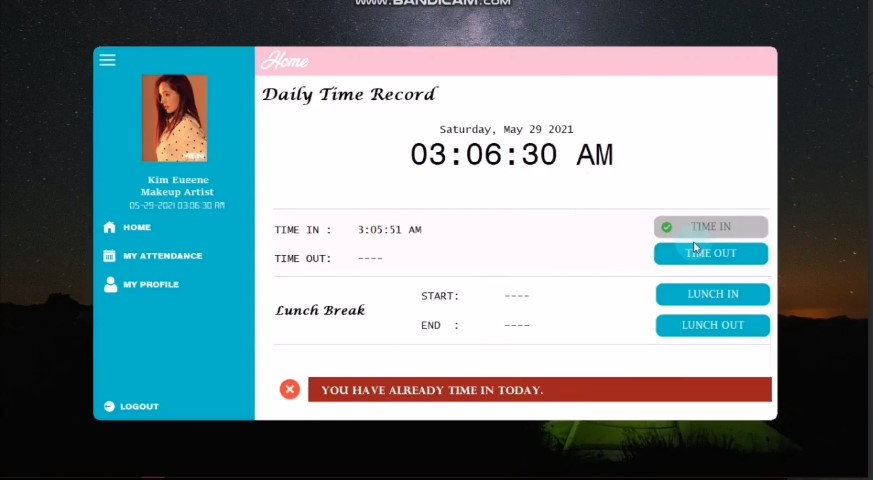 WWW.BANDICAM.COM
Home
Daily Time Record
Saturday, May 29 2021
03:06:30 AM
Kim Eugene
Makeup Artist
05-29-2021 03:06:30 AM
HOME
MY ATTENDANCE
MY PROFILE
LOGOUT
TIME IN : 3:05:51 AM
TIME IN
TIME OUT: ----
TIME OUT
Lunch Break
START: ----
LUNCH IN
END : ----
LUNCH OUT
YOU HAVE ALREADY TIME IN TODAY.